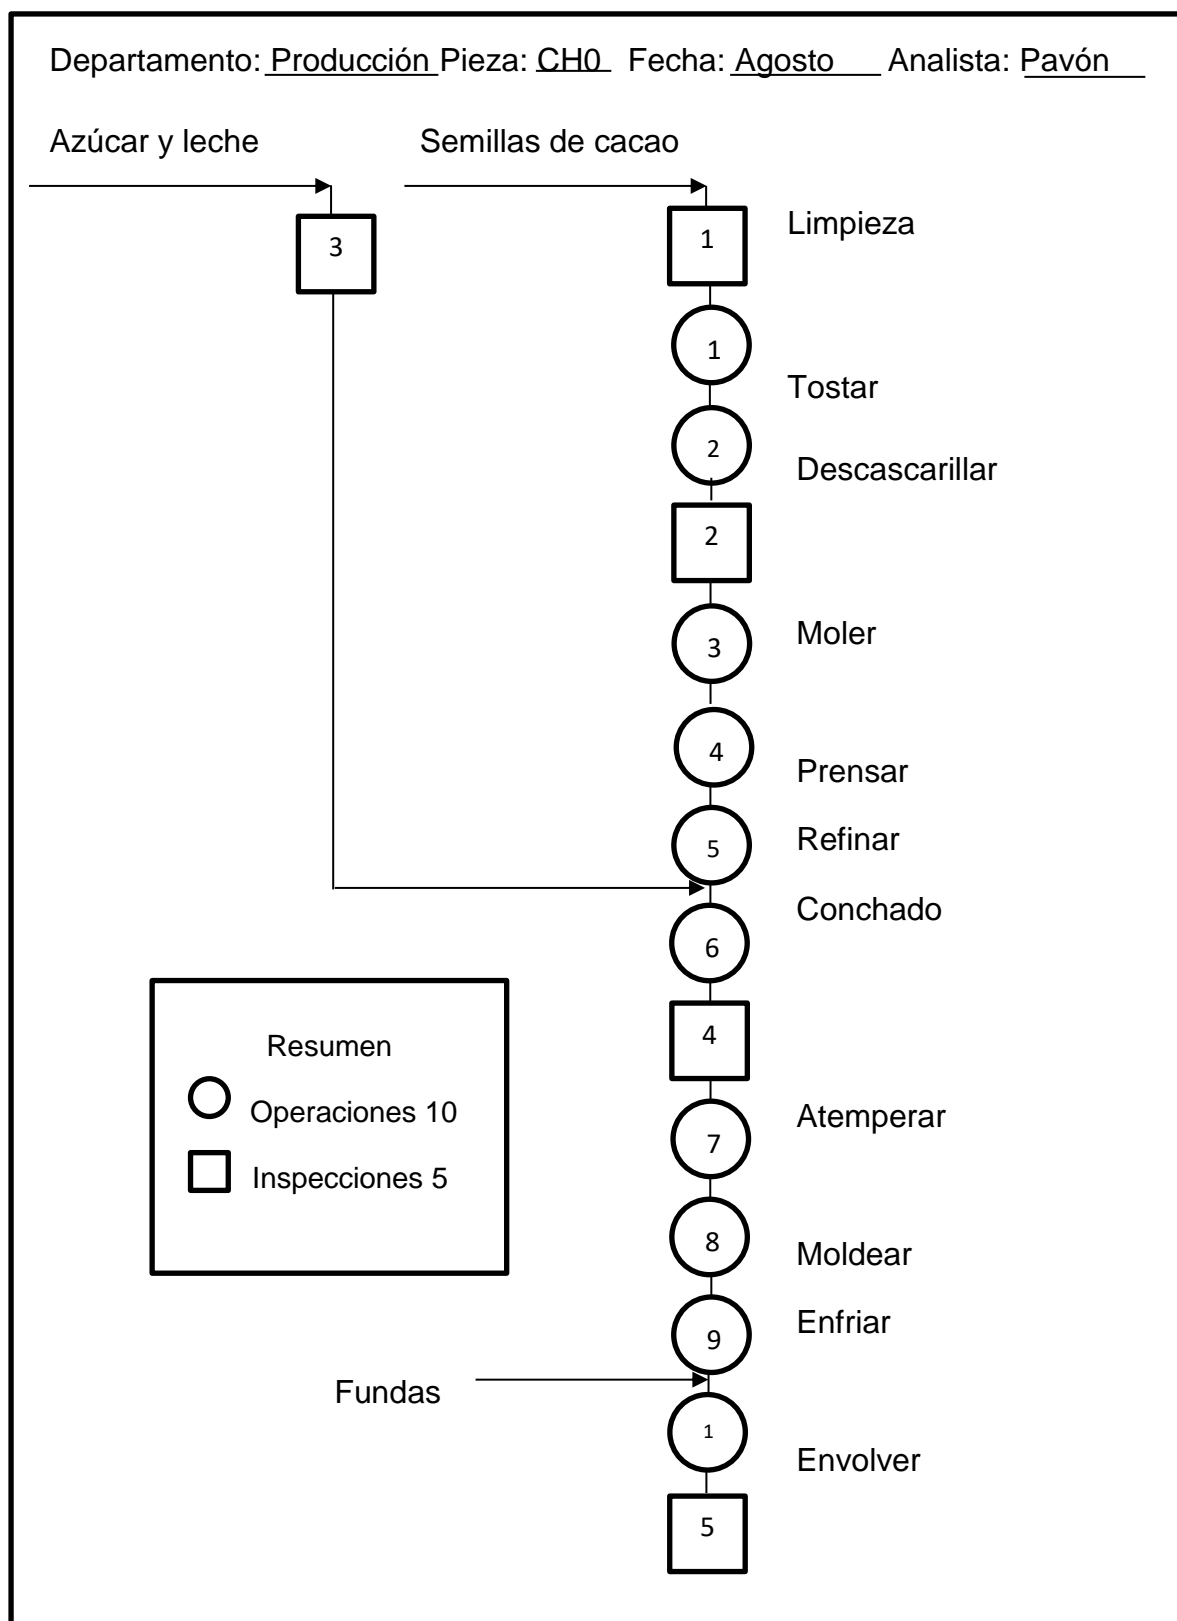 Departamento: Producción Pieza: CH0 Fecha: Agosto Analista: Pavón
Azúcar y leche
Semillas de cacao
3
1
Limpieza
1
Tostar
2
Descascarillar
2
3
Moler
4
Prensar
5
Refinar
Conchado
6
4
Resumen
Operaciones 10
Inspecciones 5
7
Atemperar
8
Moldear
9
Enfriar
Fundas
1
Envolver
5